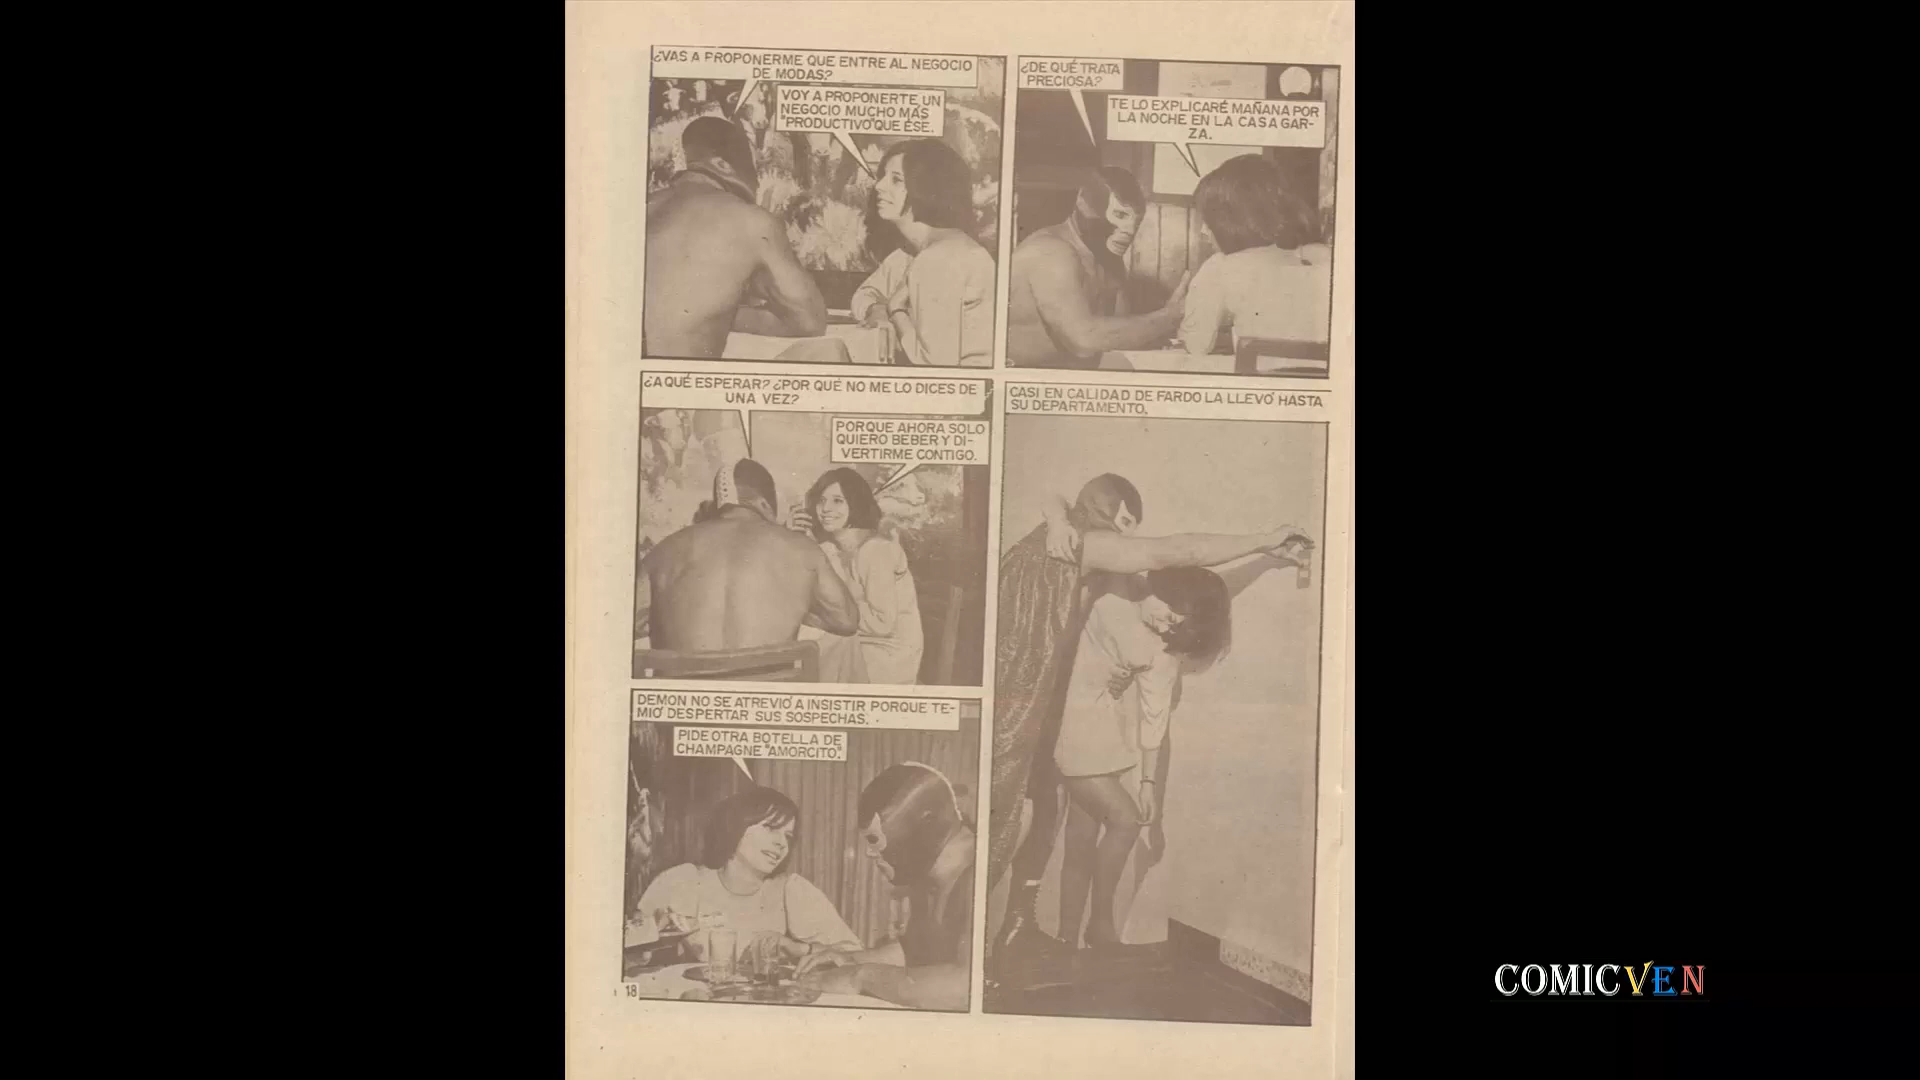 ¿VAS A PROPONERME QUE ENTRE AL NEGOCIO
DE MODAS?
VOY A PROPONERTE UN
NEGOCIO MUCHO MÁS
"PRODUCTIVO" QUE ÉSE.
¿DE QUÉ TRATA
PRECIOSA?
TE LO EXPLICARÉ MAÑANA POR
LA NOCHE EN LA CASA GAR-
ZA.
¿A QUÉ ESPERAR? ¿POR QUÉ NO ME LO DICES DE
UNA VEZ?
PORQUE AHORA SOLO
QUIERO BEBER Y DI-
VERTIRME CONTIGO.
DEMON NO SE ATREVIÓ A INSISTIR PORQUE TE-
MIÓ DESPERTAR SUS SOSPECHAS.
PIDE OTRA BOTELLA DE
CHAMPAGNE "AMORCITO".
CASI EN CALIDAD DE FARDO LA LLEVÓ HASTA
SU DEPARTAMENTO.
18
COMICVEN